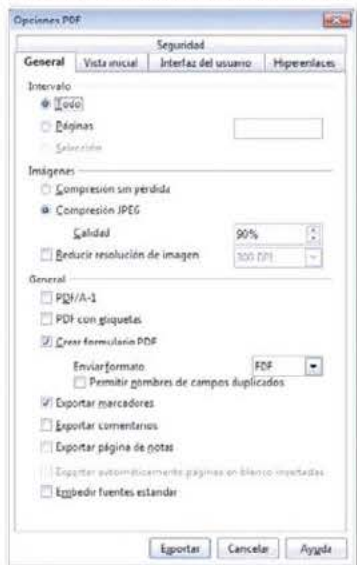 Opciones PDF
Seguridad
General Vista inicial Interfaz del usuario Hiperenlaces
Intervalo
Todo
Páginas
Selección
Imágenes
Compresión sin pérdida
Compresión JPEG
Calidad 90%
Reducir resolución de imagen 300 DPI
General
PDF/A-1
PDF con etiquetas
Crear formulario PDF
Enviar formato FDF
Permitir nombres de campos duplicados
Exportar marcadores
Exportar comentarios
Exportar página de notas
Exportar automáticamente páginas en blanco insertadas
Embedir fuentes estandar
Exportar Cancelar Ayuda